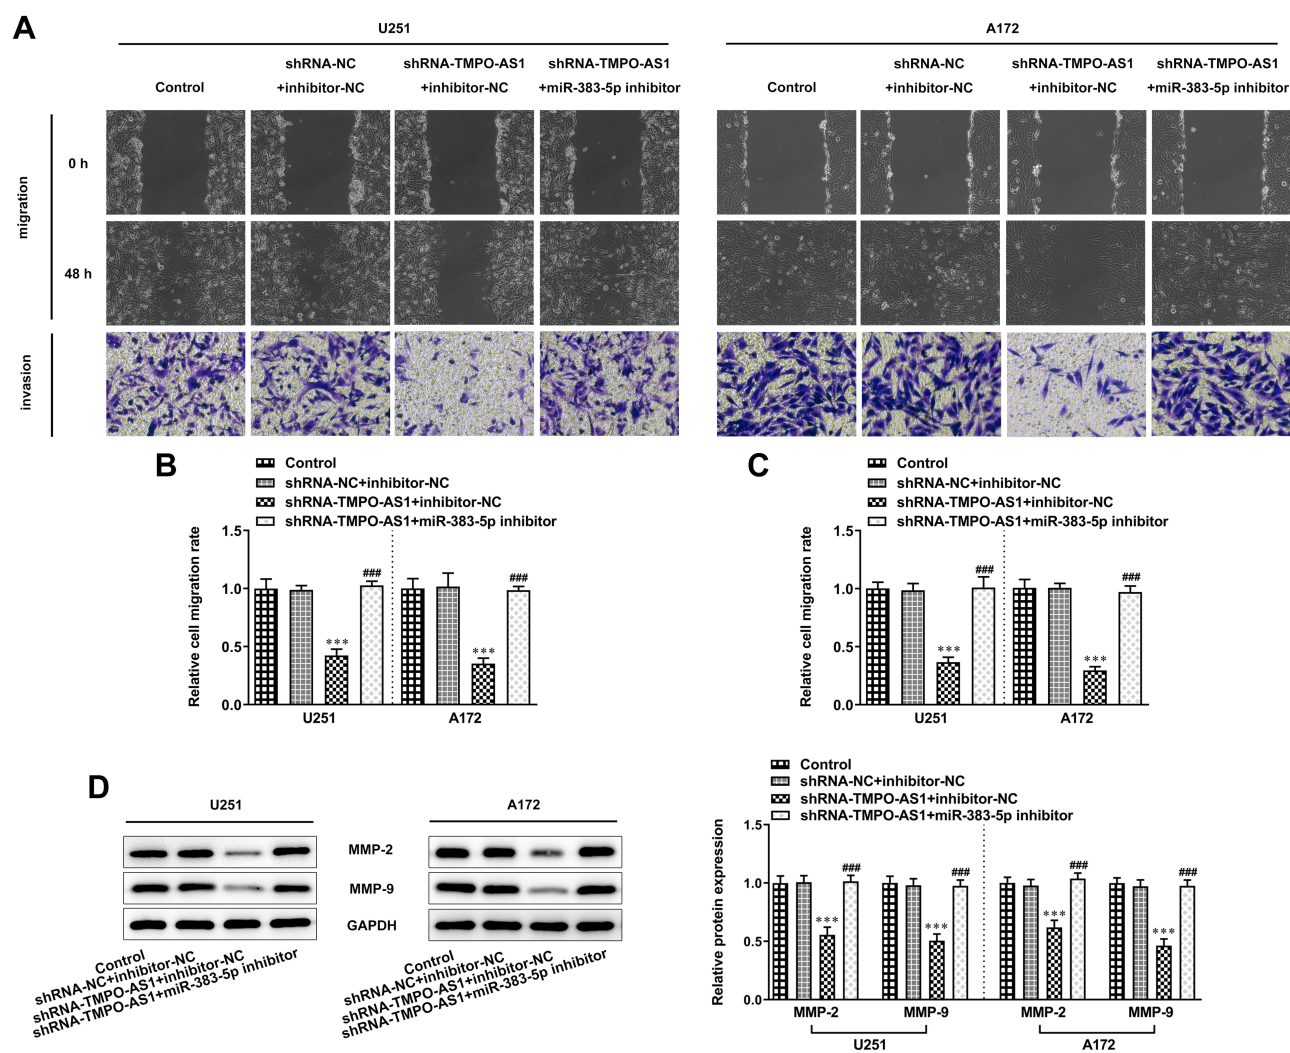 A
U251
A172
Control
shRNA-NC
+inhibitor-NC
shRNA-TMPO-AS1
+inhibitor-NC
shRNA-TMPO-AS1
+miR-383-5p inhibitor
Control
shRNA-NC
+inhibitor-NC
shRNA-TMPO-AS1
+inhibitor-NC
shRNA-TMPO-AS1
+miR-383-5p inhibitor
migration
0 h
48 h
invasion
B
Control
shRNA-NC+inhibitor-NC
shRNA-TMPO-AS1+inhibitor-NC
shRNA-TMPO-AS1+miR-383-5p inhibitor
Relative cell migration rate
1.5
1.0
0.5
0.0
***
###
***
###
U251
A172
C
Control
shRNA-NC+inhibitor-NC
shRNA-TMPO-AS1+inhibitor-NC
shRNA-TMPO-AS1+miR-383-5p inhibitor
Relative cell migration rate
1.5
1.0
0.5
0.0
***
###
***
###
U251
A172
D
U251
A172
MMP-2
MMP-9
GAPDH
Control
shRNA-NC+inhibitor-NC
shRNA-TMPO-AS1+inhibitor-NC
shRNA-TMPO-AS1+miR-383-5p inhibitor
Control
shRNA-NC+inhibitor-NC
shRNA-TMPO-AS1+inhibitor-NC
shRNA-TMPO-AS1+miR-383-5p inhibitor
Control
shRNA-NC+inhibitor-NC
shRNA-TMPO-AS1+inhibitor-NC
shRNA-TMPO-AS1+miR-383-5p inhibitor
Relative protein expression
1.5
1.0
0.5
0.0
***
###
***
###
***
###
***
###
MMP-2
MMP-9
MMP-2
MMP-9
U251
A172